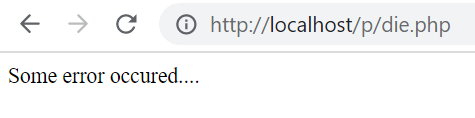 http://localhost/p/die.php
Some error occured....